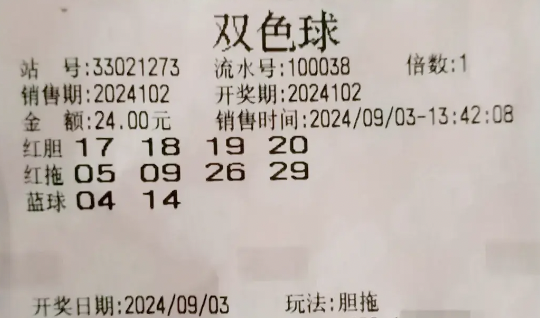 双色球
站 号:33021273 流水号:100038 倍数:1
销售期:2024102 开奖期:2024102
金 额:24.00元 销售时间:2024/09/03-13:42:08
红胆 17 18 19 20
红拖 05 09 26 29
蓝球 04 14
开奖日期:2024/09/03 玩法:胆拖